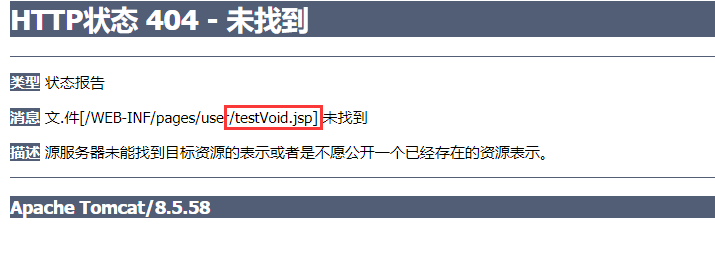 HTTP状态 404 - 未找到
类型 状态报告
消息 文.件[/WEB-INF/pages/user/testVoid.jsp] 未找到
描述 源服务器未能找到目标资源的表示或者是不愿公开一个已经存在的资源表示。
Apache Tomcat/8.5.58